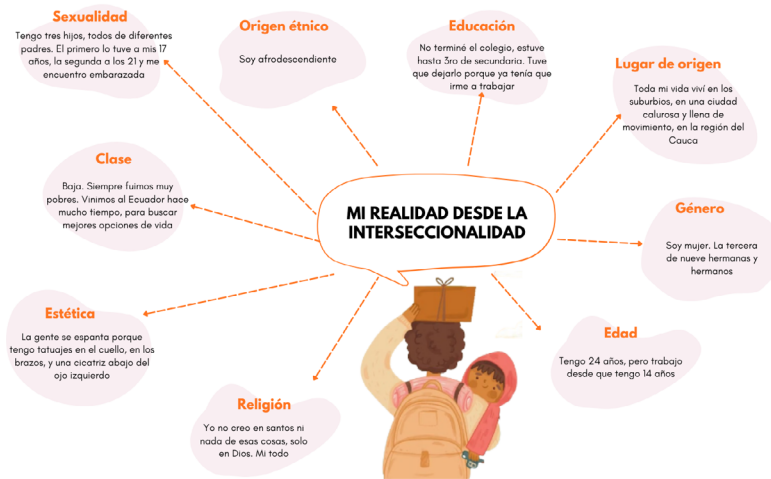 Sexualidad
Tengo tres hijos, todos de diferentes
padres. El primero lo tuve a mis 17
años, la segunda a los 21 y me
encuentro embarazada
Origen étnico
Soy afrodescendiente
Educación
No terminé el colegio, estuve
hasta 3ro de secundaria. Tuve
que dejarlo porque ya tenía que
irme a trabajar
Lugar de origen
Toda mi vida viví en los
suburbios, en una ciudad
calurosa y llena de
movimiento, en la región del
Cauca
Clase
Baja. Siempre fuimos muy
pobres. Vinimos al Ecuador hace
mucho tiempo, para buscar
mejores opciones de vida
MI REALIDAD DESDE LA
INTERSECCIONALIDAD
Género
Soy mujer. La tercera
de nueve hermanas y
hermanos
Estética
La gente se espanta porque
tengo tatuajes en el cuello, en los
brazos, y una cicatriz abajo del
ojo izquierdo
Edad
Tengo 24 años, pero trabajo
desde que tengo 14 años
Religión
Yo no creo en santos ni
nada de esas cosas, solo
en Dios. Mi todo